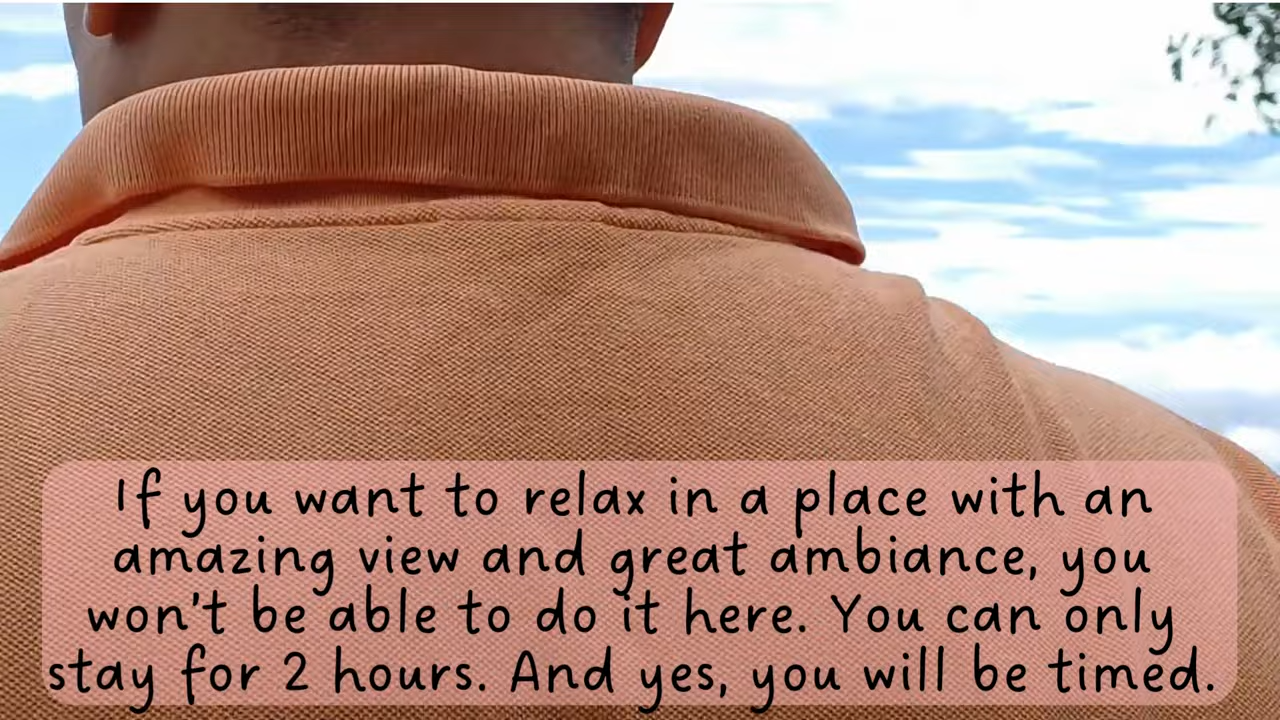 If you want to relax in a place with an
amazing view and great ambiance, you
won't be able to do it here. You can only
stay for 2 hours. And yes, you will be timed.